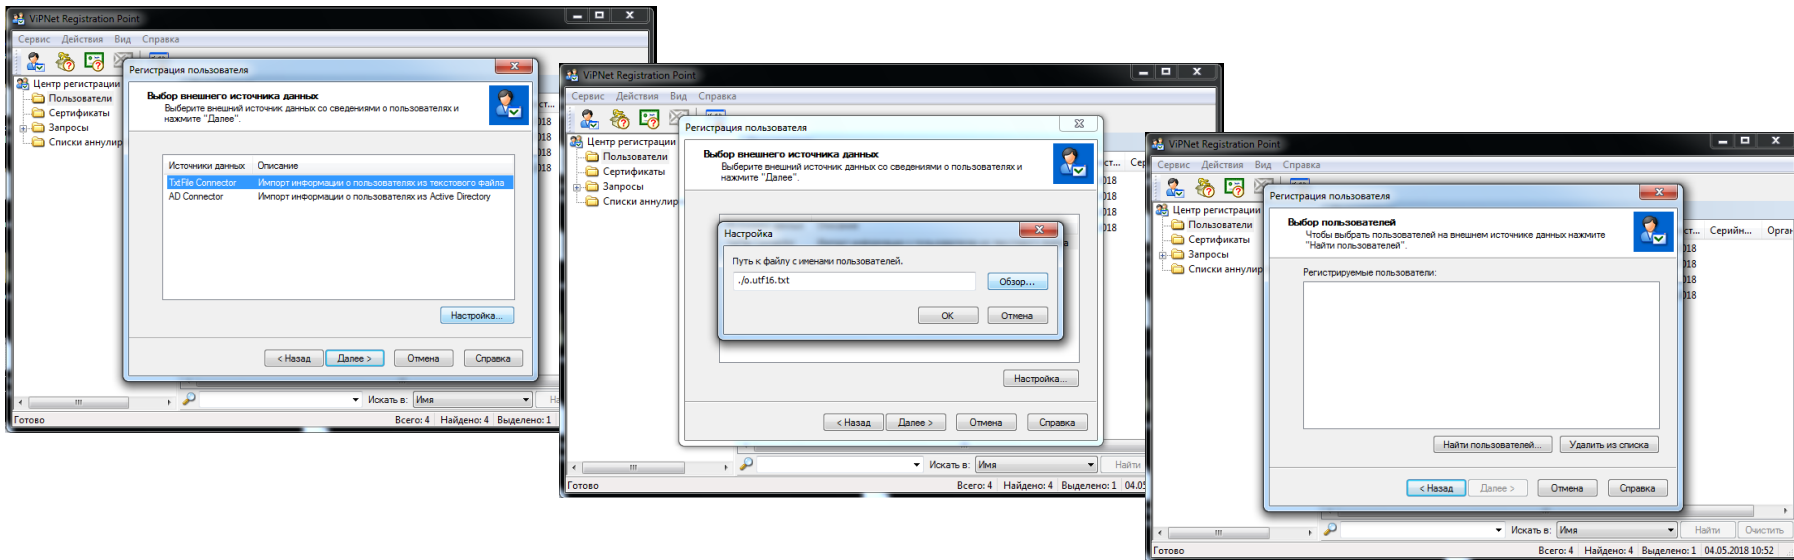 ViPNet Registration Point
Сервис Действия Вид Справка
Центр регистрации
Пользователи
Сертификаты
Запросы
Списки аннулир
Регистрация пользователя
Выбор внешнего источника данных
Выберите внешний источник данных со сведениями о пользователях и
нажмите "Далее".
Источники данных Описание
TxtFile Connector Импорт информации о пользователях из текстового файла
AD Connector Импорт информации о пользователях из Active Directory
Настройка...
< Назад Далее > Отмена Справка
Искать в: Имя
Готово Всего: 4 Найдено: 4 Выделено: 1
ViPNet Registration Point
Сервис Действия Вид Справка
Центр регистрации
Пользователи
Сертификаты
Запросы
Списки аннулир
Регистрация пользователя
Выбор внешнего источника данных
Выберите внешний источник данных со сведениями о пользователях и
нажмите "Далее".
Настройка
Путь к файлу с именами пользователей.
./o.utf16.txt Обзор...
OK Отмена
Настройка...
< Назад Далее > Отмена Справка
Искать в: Имя Найти
Готово Всего: 4 Найдено: 4 Выделено: 1 04.05
ViPNet Registration Point
Сервис Действия Вид Справка
Центр регистрации
Пользователи
Сертификаты
Запросы
Списки аннулир
ст... Серийн... Орган
Регистрация пользователя
Выбор пользователей
Чтобы выбрать пользователей на внешнем источнике данных нажмите
"Найти пользователей".
Регистрируемые пользователи:
Найти пользователей... Удалить из списка
< Назад Далее > Отмена Справка
Искать в: Имя Найти Очистить
Готово Всего: 4 Найдено: 4 Выделено: 1 04.05.2018 10:52